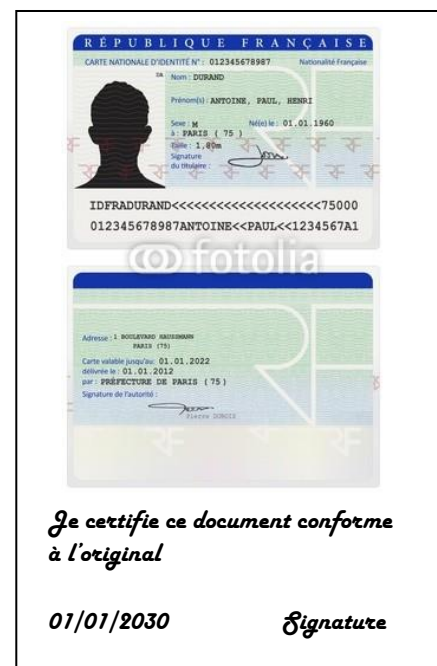 RÉPUBLIQUE FRANÇAISE
CARTE NATIONALE D'IDENTITÉ N° : 012345678987 Nationalité Française
DA Nom : DURAND
Prénom(s) : ANTOINE, PAUL, HENRI
Sexe : M Né(e) le : 01.01.1960
à : PARIS ( 75 )
Taille : 1,80m
Signature
du titulaire :
IDFRADURAND<<<<<<<<<<<<<<<<<<<<75000
012345678987ANTOINE<<PAUL<<1234567A1
fotolia
Adresse : 1 BOULEVARD HAUSSMANN
PARIS (75)
Carte valable jusqu'au: 01.01.2022
délivrée le : 01.01.2012
par : PRÉFECTURE DE PARIS ( 75 )
Signature de l'autorité :
Pierre DUBOIS
Je certifie ce document conforme
à l'original
01/01/2030 Signature